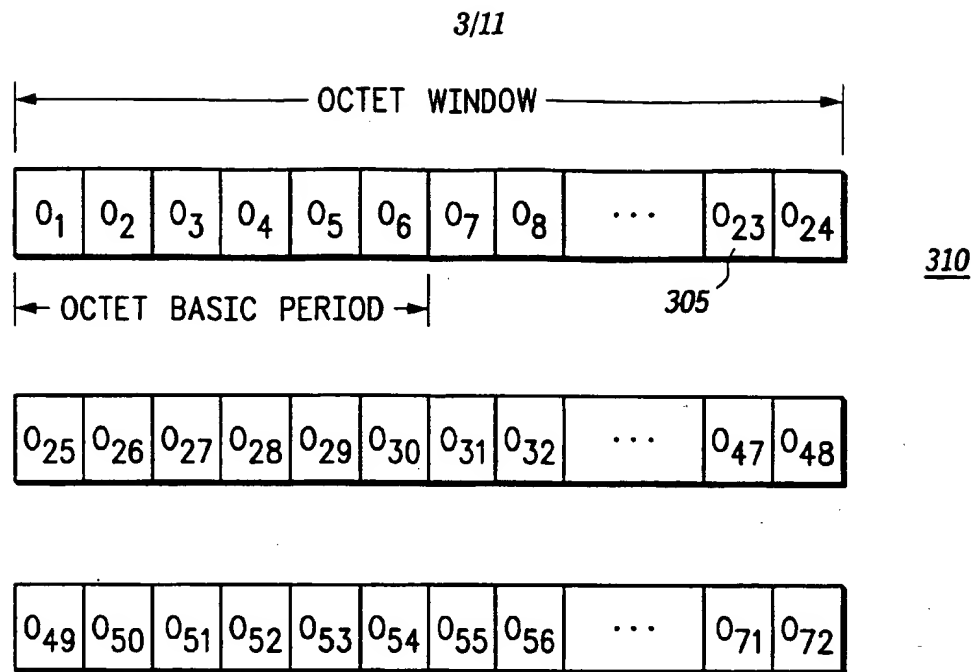 3/11
OCTET WINDOW
O1 O2 O3 O4 O5 O6 O7 O8 ... O23 O24
310
305
OCTET BASIC PERIOD
O25 O26 O27 O28 O29 O30 O31 O32 ... O47 O48
O49 O50 O51 O52 O53 O54 O55 O56 ... O71 O72